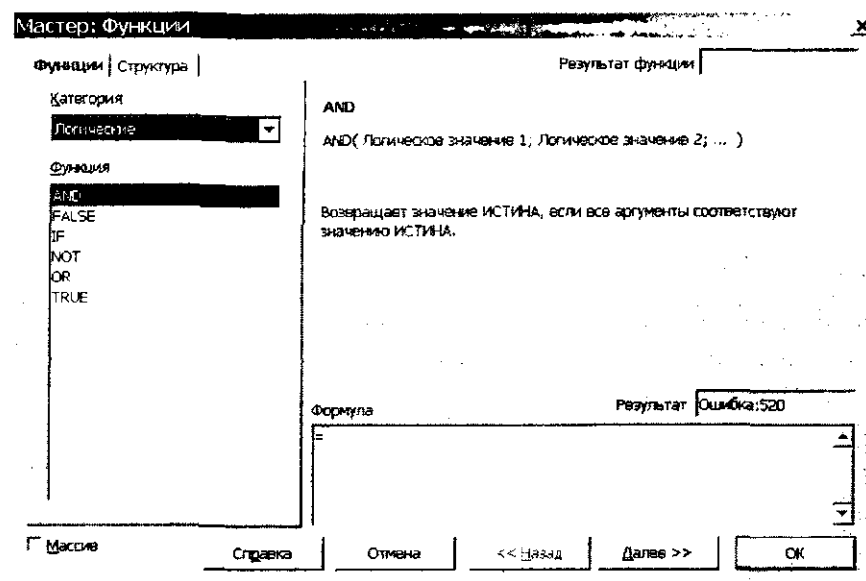 Мастер: Функции
Функции Структура
Результат функции
Категория
Логические
Функция
AND
FALSE
IF
NOT
OR
TRUE
AND
AND( Логическое значение 1; Логическое значение 2; ... )
Возвращает значение ИСТИНА, если все аргументы соответствуют
значению ИСТИНА.
Формула
Результат Ошибка:520
=
Массив
Справка
Отмена
<< Назад
Далее >>
OK